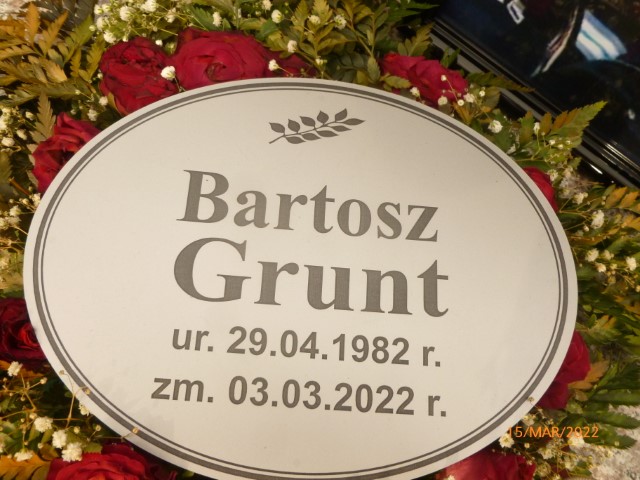 Bartosz
Grunt
ur. 29.04.1982 r.
zm. 03.03.2022 r.
15/MAR/2022